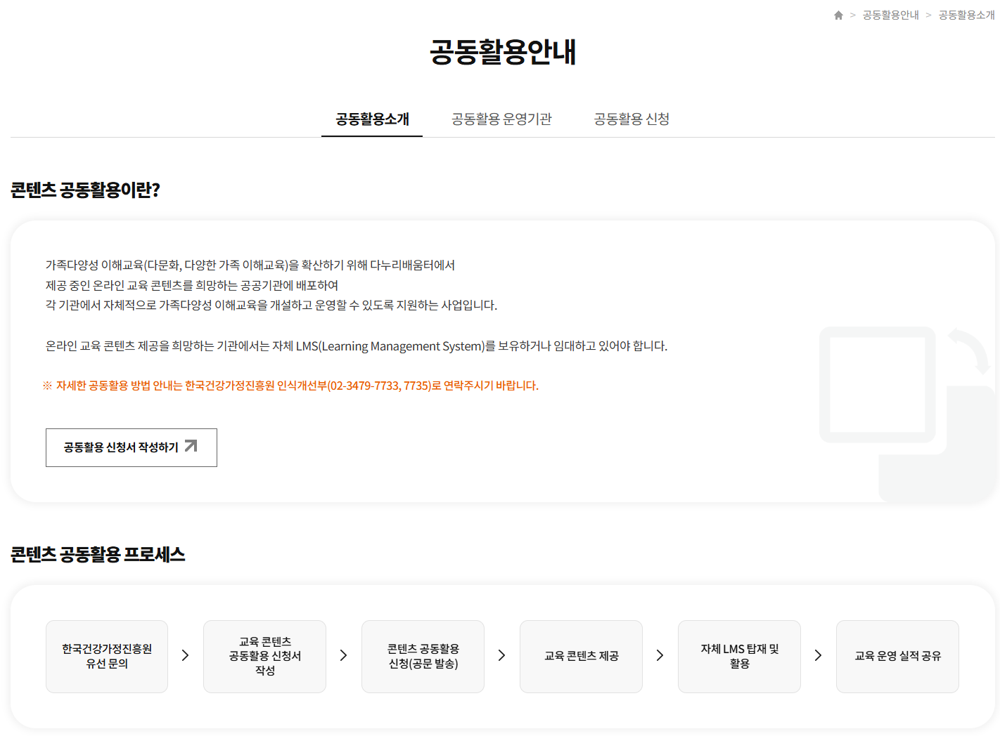 > 공동활용안내 > 공동활용소개
공동활용안내
공동활용소개 공동활용 운영기관 공동활용 신청
콘텐츠 공동활용이란?
가족다양성 이해교육(다문화, 다양한 가족 이해교육)을 확산하기 위해 다누리배움터에서
제공 중인 온라인 교육 콘텐츠를 희망하는 공공기관에 배포하여
각 기관에서 자체적으로 가족다양성 이해교육을 개설하고 운영할 수 있도록 지원하는 사업입니다.
온라인 교육 콘텐츠 제공을 희망하는 기관에서는 자체 LMS(Learning Management System)를 보유하거나 임대하고 있어야 합니다.
※ 자세한 공동활용 방법 안내는 한국건강가정진흥원 인식개선부(02-3479-7733, 7735)로 연락주시기 바랍니다.
공동활용 신청서 작성하기
콘텐츠 공동활용 프로세스
한국건강가정진흥원
유선 문의
교육 콘텐츠
공동활용 신청서
작성
콘텐츠 공동활용
신청(공문 발송)
교육 콘텐츠 제공
자체 LMS 탑재 및
활용
교육 운영 실적 공유